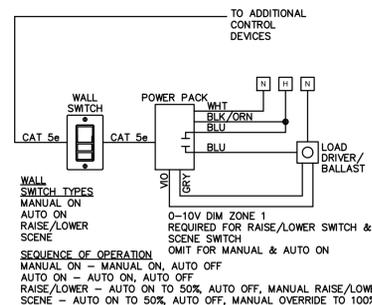 TO ADDITIONAL
CONTROL
DEVICES
N H N
WALL
SWITCH
POWER PACK
WHT
BLK/ORN
BLU
CAT 5e
CAT 5e
BLU
LOAD
DRIVER/
BALLAST
VIO
GRY
WALL
SWITCH TYPES
MANUAL ON
AUTO ON
RAISE/LOWER
SCENE
0-10V DIM ZONE 1
REQUIRED FOR RAISE/LOWER SWITCH &
SCENE SWITCH
OMIT FOR MANUAL & AUTO ON
SEQUENCE OF OPERATION
MANUAL ON – MANUAL ON, AUTO OFF
AUTO ON – AUTO ON, AUTO OFF
RAISE/LOWER – AUTO ON TO 50%, AUTO OFF, MANUAL RAISE/LOW
SCENE – AUTO ON TO 50%, AUTO OFF, MANUAL OVERRIDE TO 100